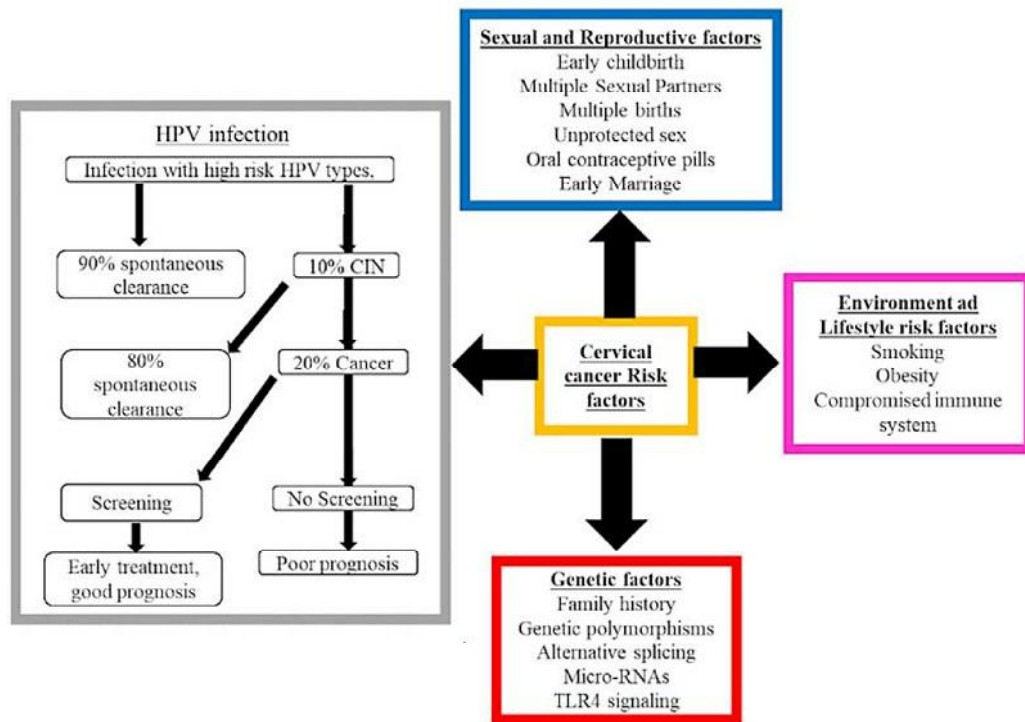 Sexual and Reproductive factors
Early childbirth
Multiple Sexual Partners
Multiple births
Unprotected sex
Oral contraceptive pills
Early Marriage
HPV infection
Infection with high risk HPV types.
90% spontaneous
clearance
10% CIN
80%
spontaneous
clearance
20% Cancer
Screening
No Screening
Early treatment,
good prognosis
Poor prognosis
Cervical
cancer Risk
factors
Environment ad
Lifestyle risk factors
Smoking
Obesity
Compromised immune
system
Genetic factors
Family history
Genetic polymorphisms
Alternative splicing
Micro-RNAs
TLR4 signaling